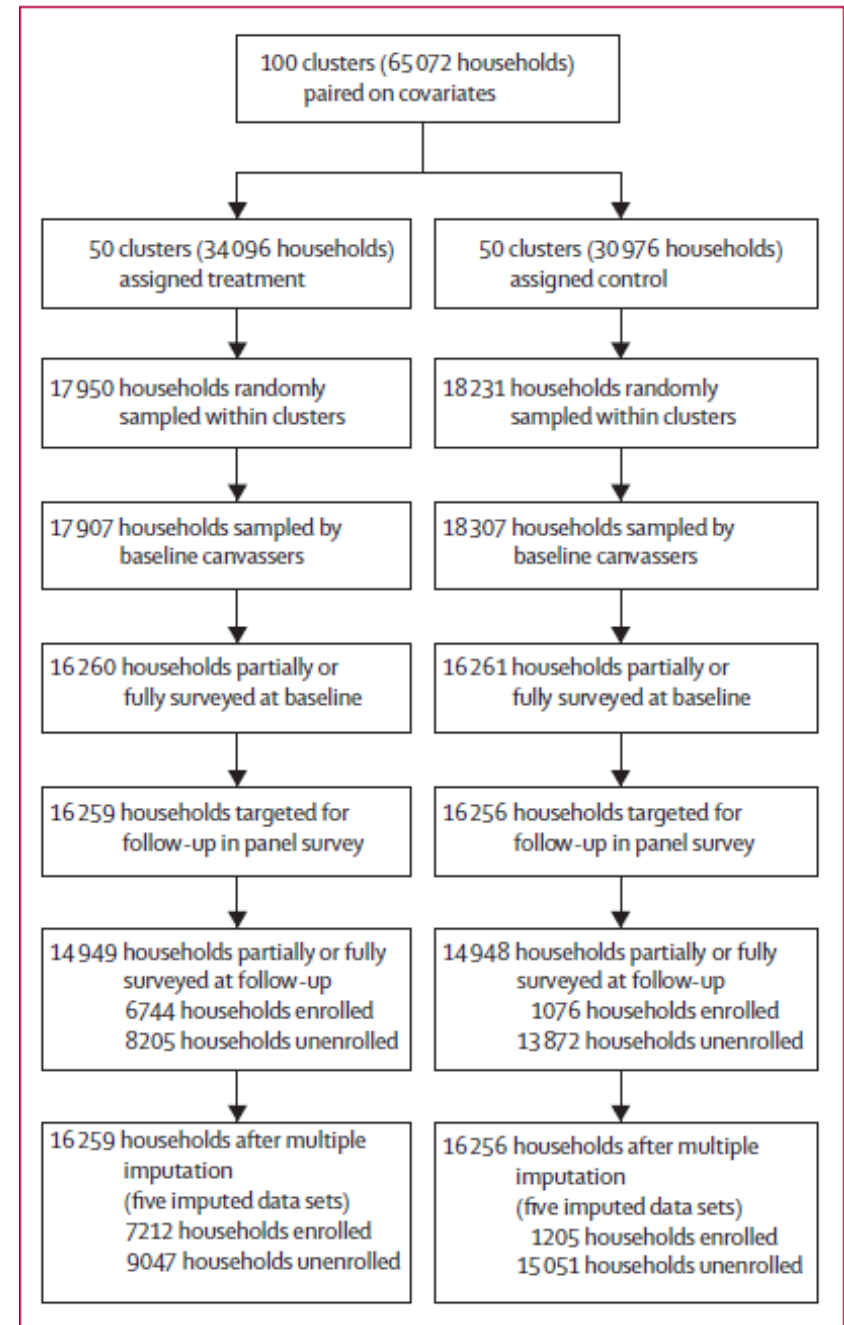 100 clusters (65 072 households)
paired on covariates
50 clusters (34 096 households)
assigned treatment
50 clusters (30 976 households)
assigned control
17 950 households randomly
sampled within clusters
18 231 households randomly
sampled within clusters
17 907 households sampled by
baseline canvassers
18 307 households sampled by
baseline canvassers
16 260 households partially or
fully surveyed at baseline
16 261 households partially or
fully surveyed at baseline
16 259 households targeted for
follow-up in panel survey
16 256 households targeted for
follow-up in panel survey
14 949 households partially or fully
surveyed at follow-up
6744 households enrolled
8205 households unenrolled
14 948 households partially or fully
surveyed at follow-up
1076 households enrolled
13 872 households unenrolled
16 259 households after multiple
imputation
(five imputed data sets)
7212 households enrolled
9047 households unenrolled
16 256 households after multiple
imputation
(five imputed data sets)
1205 households enrolled
15 051 households unenrolled